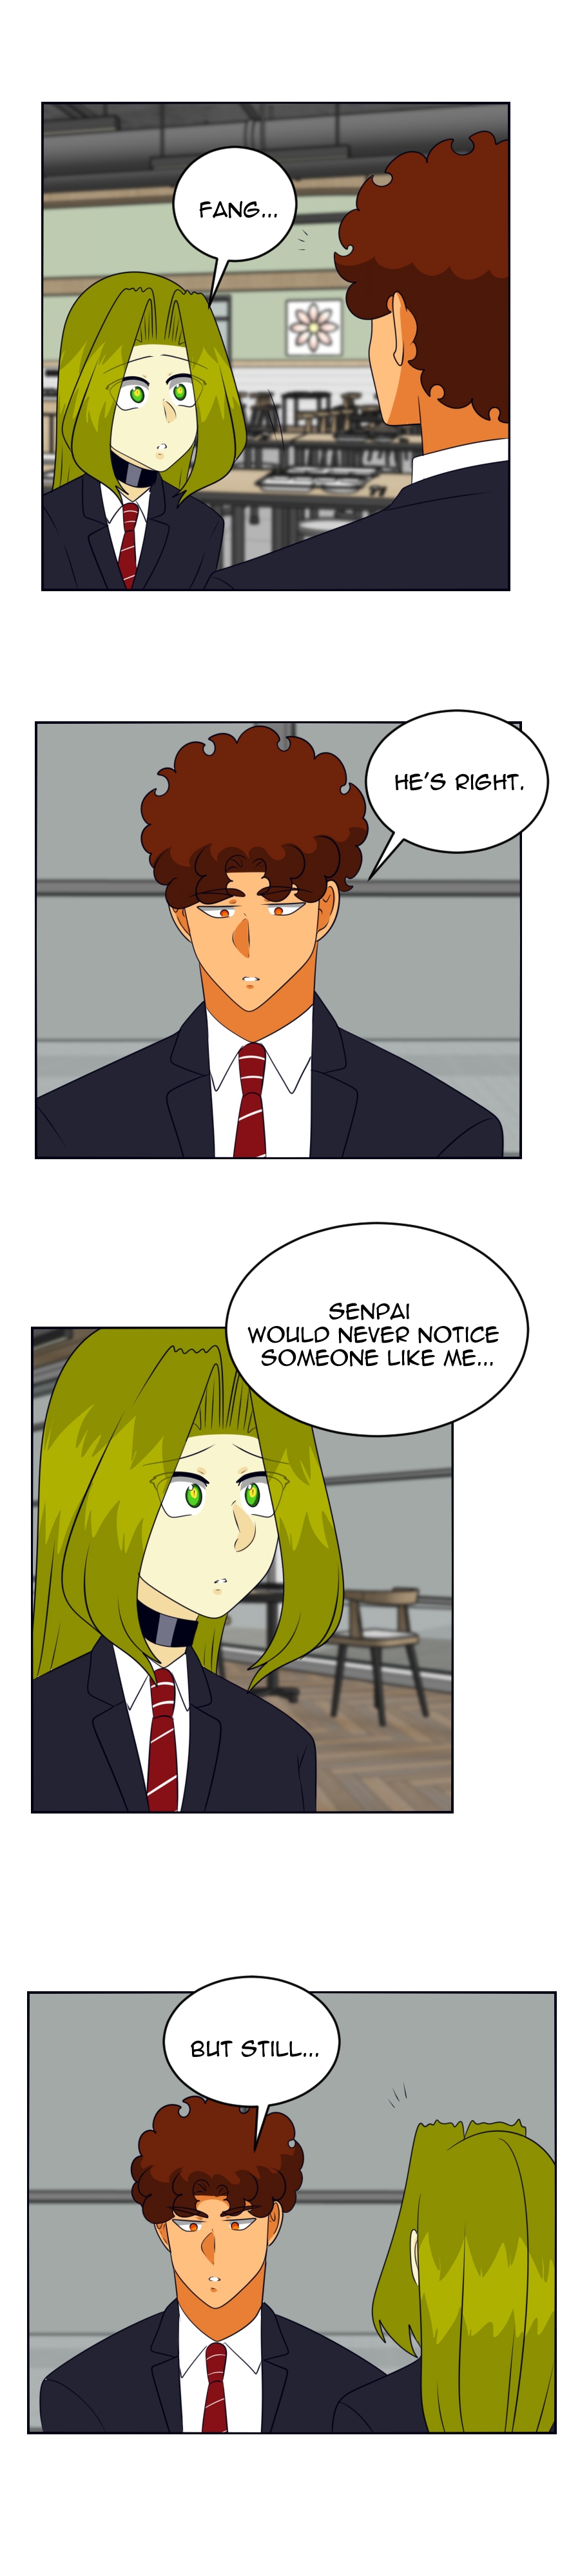 FANG...
HE'S RIGHT.
SENPAI
WOULD NEVER NOTICE
SOMEONE LIKE ME...
BUT STILL...